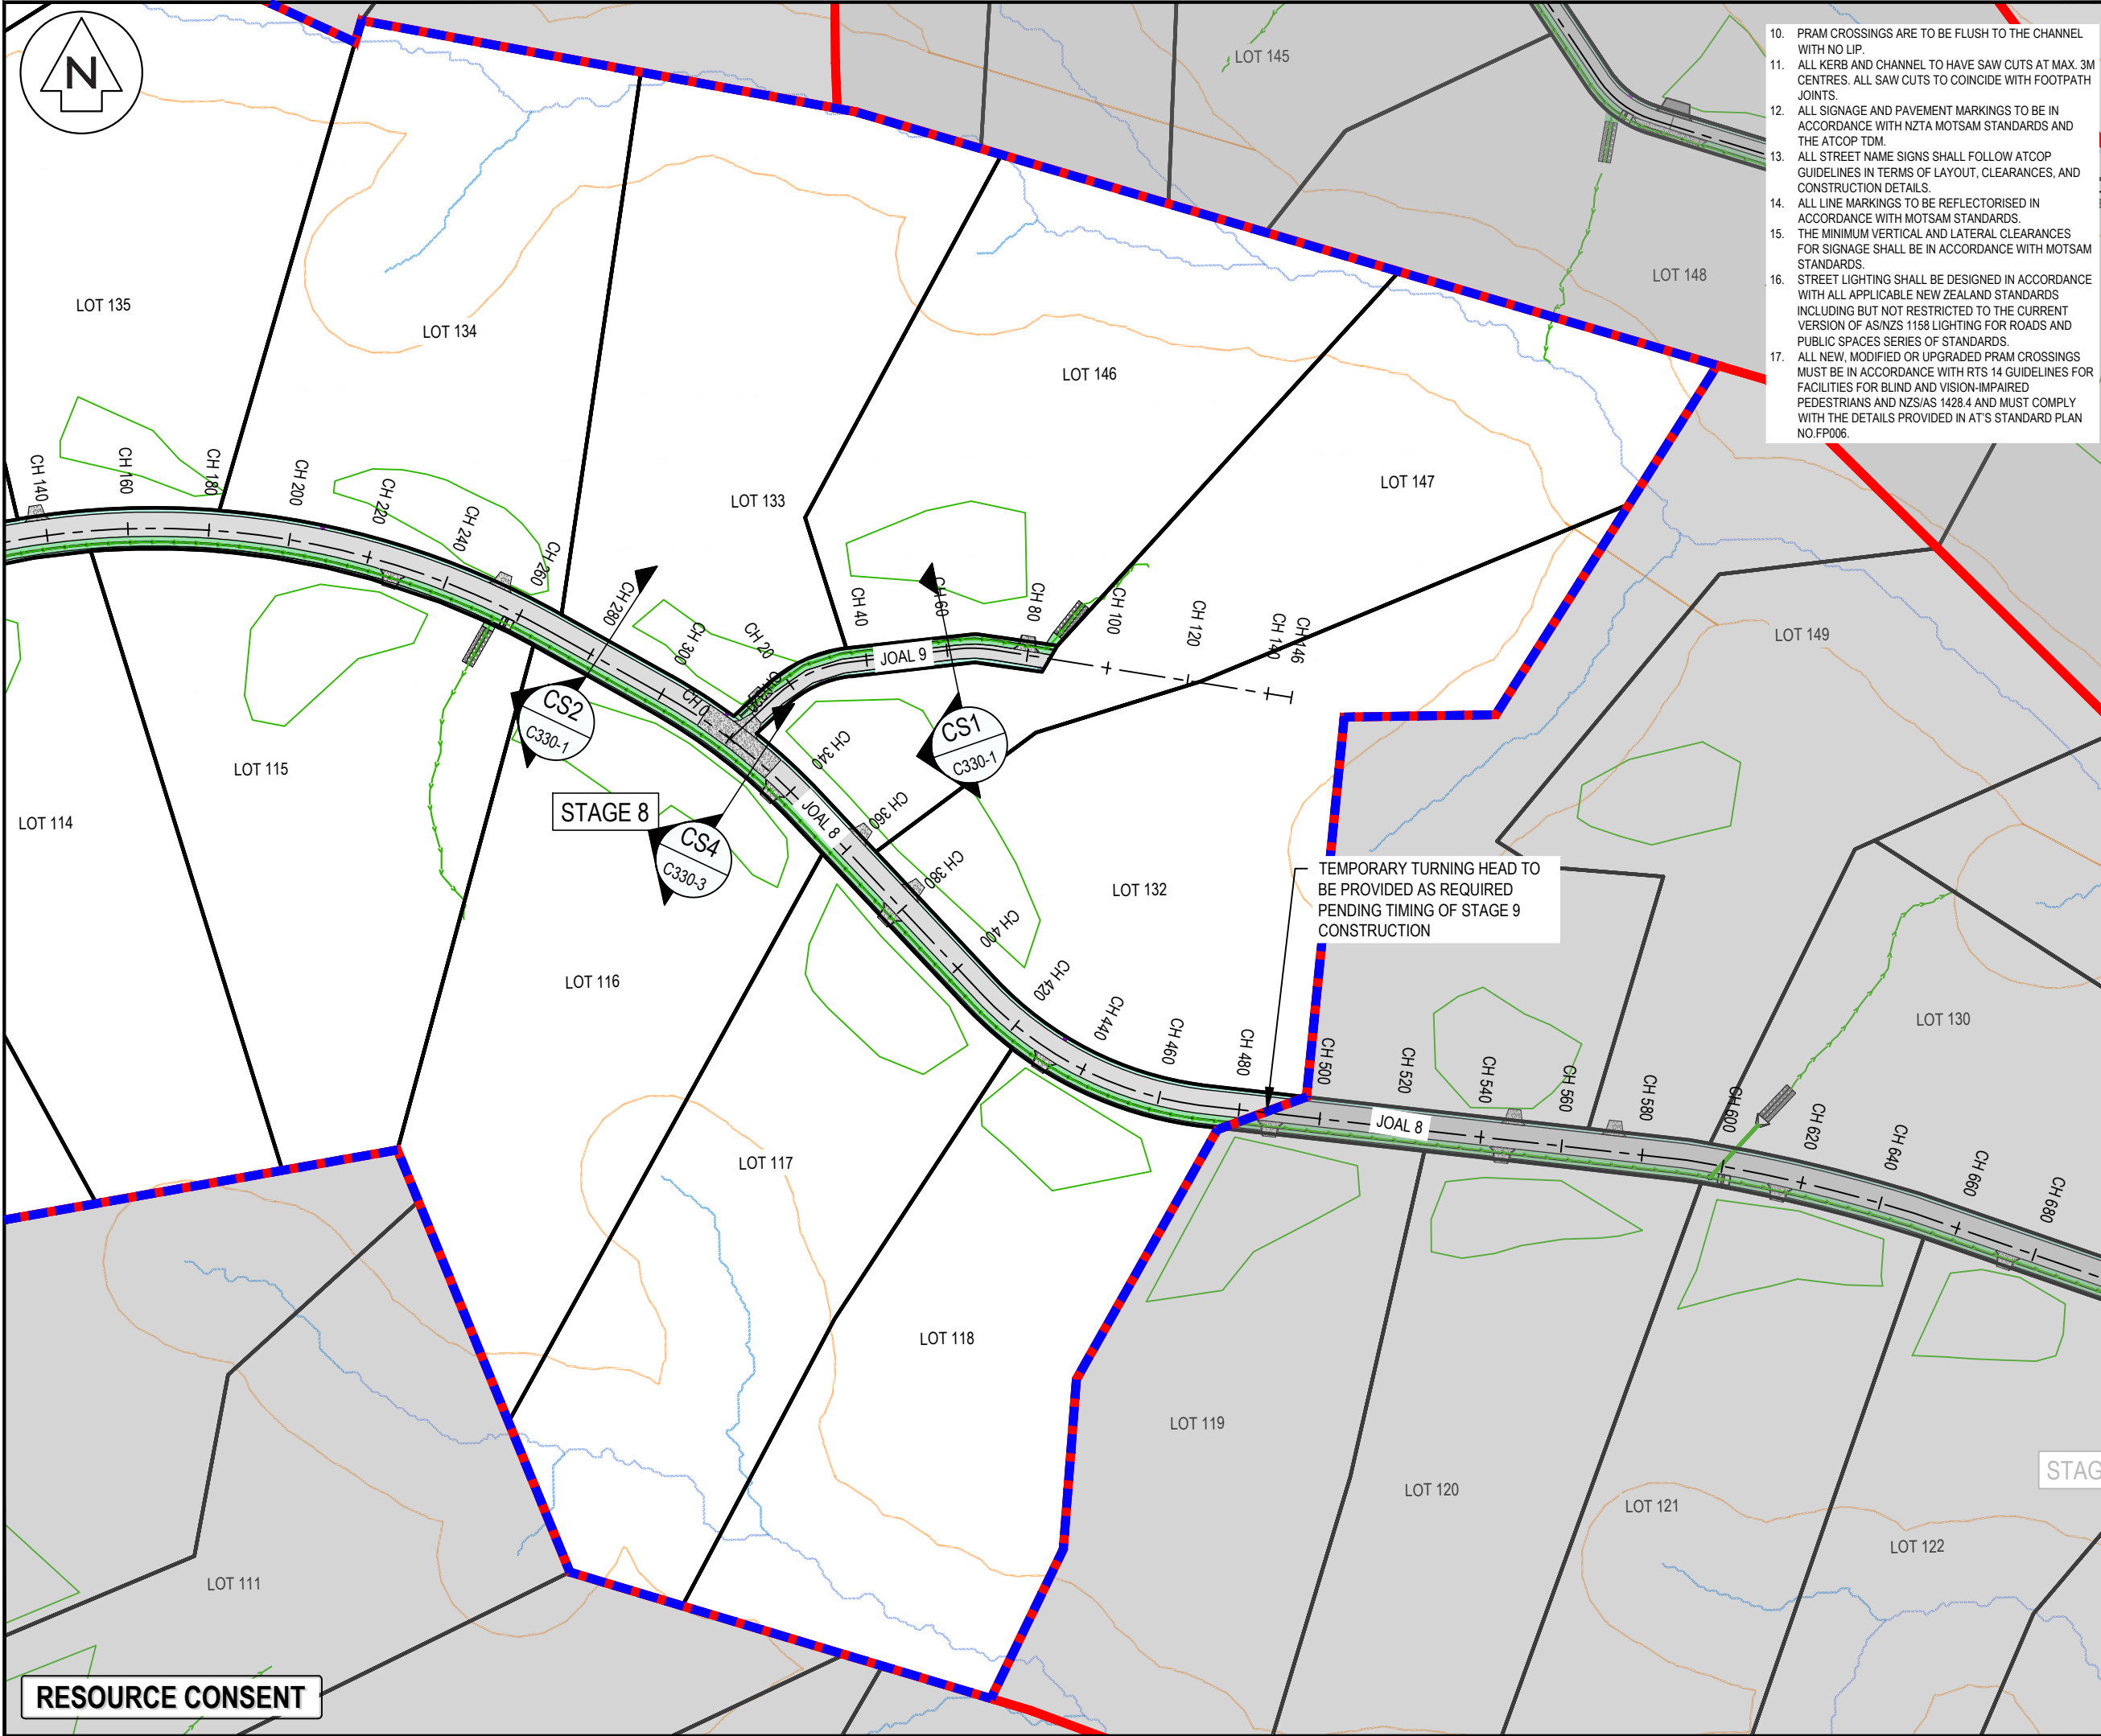 N
10. PRAM CROSSINGS ARE TO BE FLUSH TO THE CHANNEL
WITH NO LIP.
11. ALL KERB AND CHANNEL TO HAVE SAW CUTS AT MAX. 3M
CENTRES. ALL SAW CUTS TO COINCIDE WITH FOOTPATH
JOINTS.
12. ALL SIGNAGE AND PAVEMENT MARKINGS TO BE IN
ACCORDANCE WITH NZTA MOTSAM STANDARDS AND
THE ATCOP TDM.
13. ALL STREET NAME SIGNS SHALL FOLLOW ATCOP
GUIDELINES IN TERMS OF LAYOUT, CLEARANCES, AND
CONSTRUCTION DETAILS.
14. ALL LINE MARKINGS TO BE REFLECTORISED IN
ACCORDANCE WITH MOTSAM STANDARDS.
15. THE MINIMUM VERTICAL AND LATERAL CLEARANCES
FOR SIGNAGE SHALL BE IN ACCORDANCE WITH MOTSAM
STANDARDS.
16. STREET LIGHTING SHALL BE DESIGNED IN ACCORDANCE
WITH ALL APPLICABLE NEW ZEALAND STANDARDS
INCLUDING BUT NOT RESTRICTED TO THE CURRENT
VERSION OF AS/NZS 1158 LIGHTING FOR ROADS AND
PUBLIC SPACES SERIES OF STANDARDS.
17. ALL NEW, MODIFIED OR UPGRADED PRAM CROSSINGS
MUST BE IN ACCORDANCE WITH RTS 14 GUIDELINES FOR
FACILITIES FOR BLIND AND VISION-IMPAIRED
PEDESTRIANS AND NZS/AS 1428.4 AND MUST COMPLY
WITH THE DETAILS PROVIDED IN AT'S STANDARD PLAN
NO.FP006.
LOT 145
LOT 148
LOT 135
LOT 134
LOT 146
LOT 133
LOT 147
LOT 149
CH 140
CH 160
CH 180
CH 200
CH 220
CH 240
CH 260
CH 280
CH 300
CH 0
CH 20
CH 40
CH 60
CH 80
CH 100
CH 120
CH 140
CH 146
JOAL 9
CS2
C330-1
CS1
C330-1
CH 340
LOT 115
LOT 114
STAGE 8
JOAL 8
CS4
C330-3
CH 360
CH 380
CH 400
LOT 132
TEMPORARY TURNING HEAD TO
BE PROVIDED AS REQUIRED
PENDING TIMING OF STAGE 9
CONSTRUCTION
LOT 116
CH 420
CH 440
CH 460
CH 480
CH 500
CH 520
CH 540
CH 560
CH 580
CH 600
CH 620
CH 640
CH 660
CH 680
LOT 130
JOAL 8
LOT 117
LOT 118
LOT 119
LOT 120
LOT 121
LOT 122
STAG
LOT 111
RESOURCE CONSENT